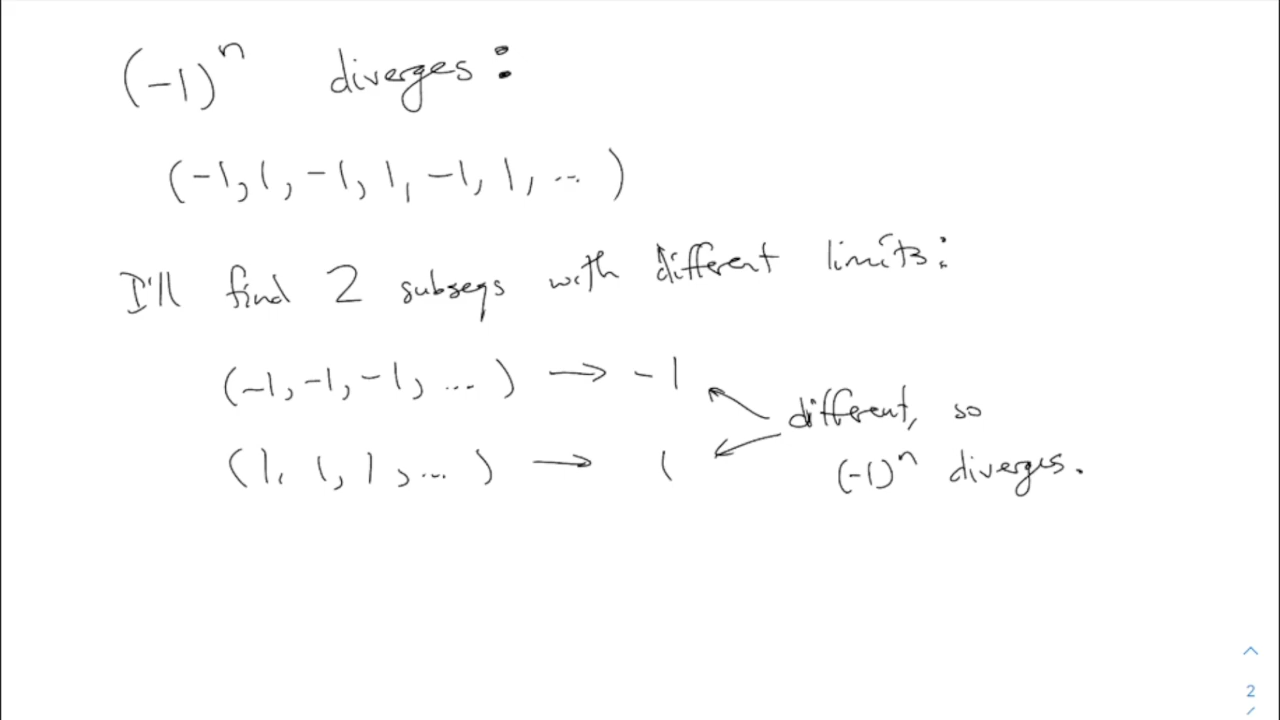 (-1)^n diverges:
(-1, 1, -1, 1, -1, 1, ...)
I'll find 2 subseqs with different limits:
(-1, -1, -1, ...) → -1
different, so
(1, 1, 1, ...) → 1
(-1)^n diverges.
2